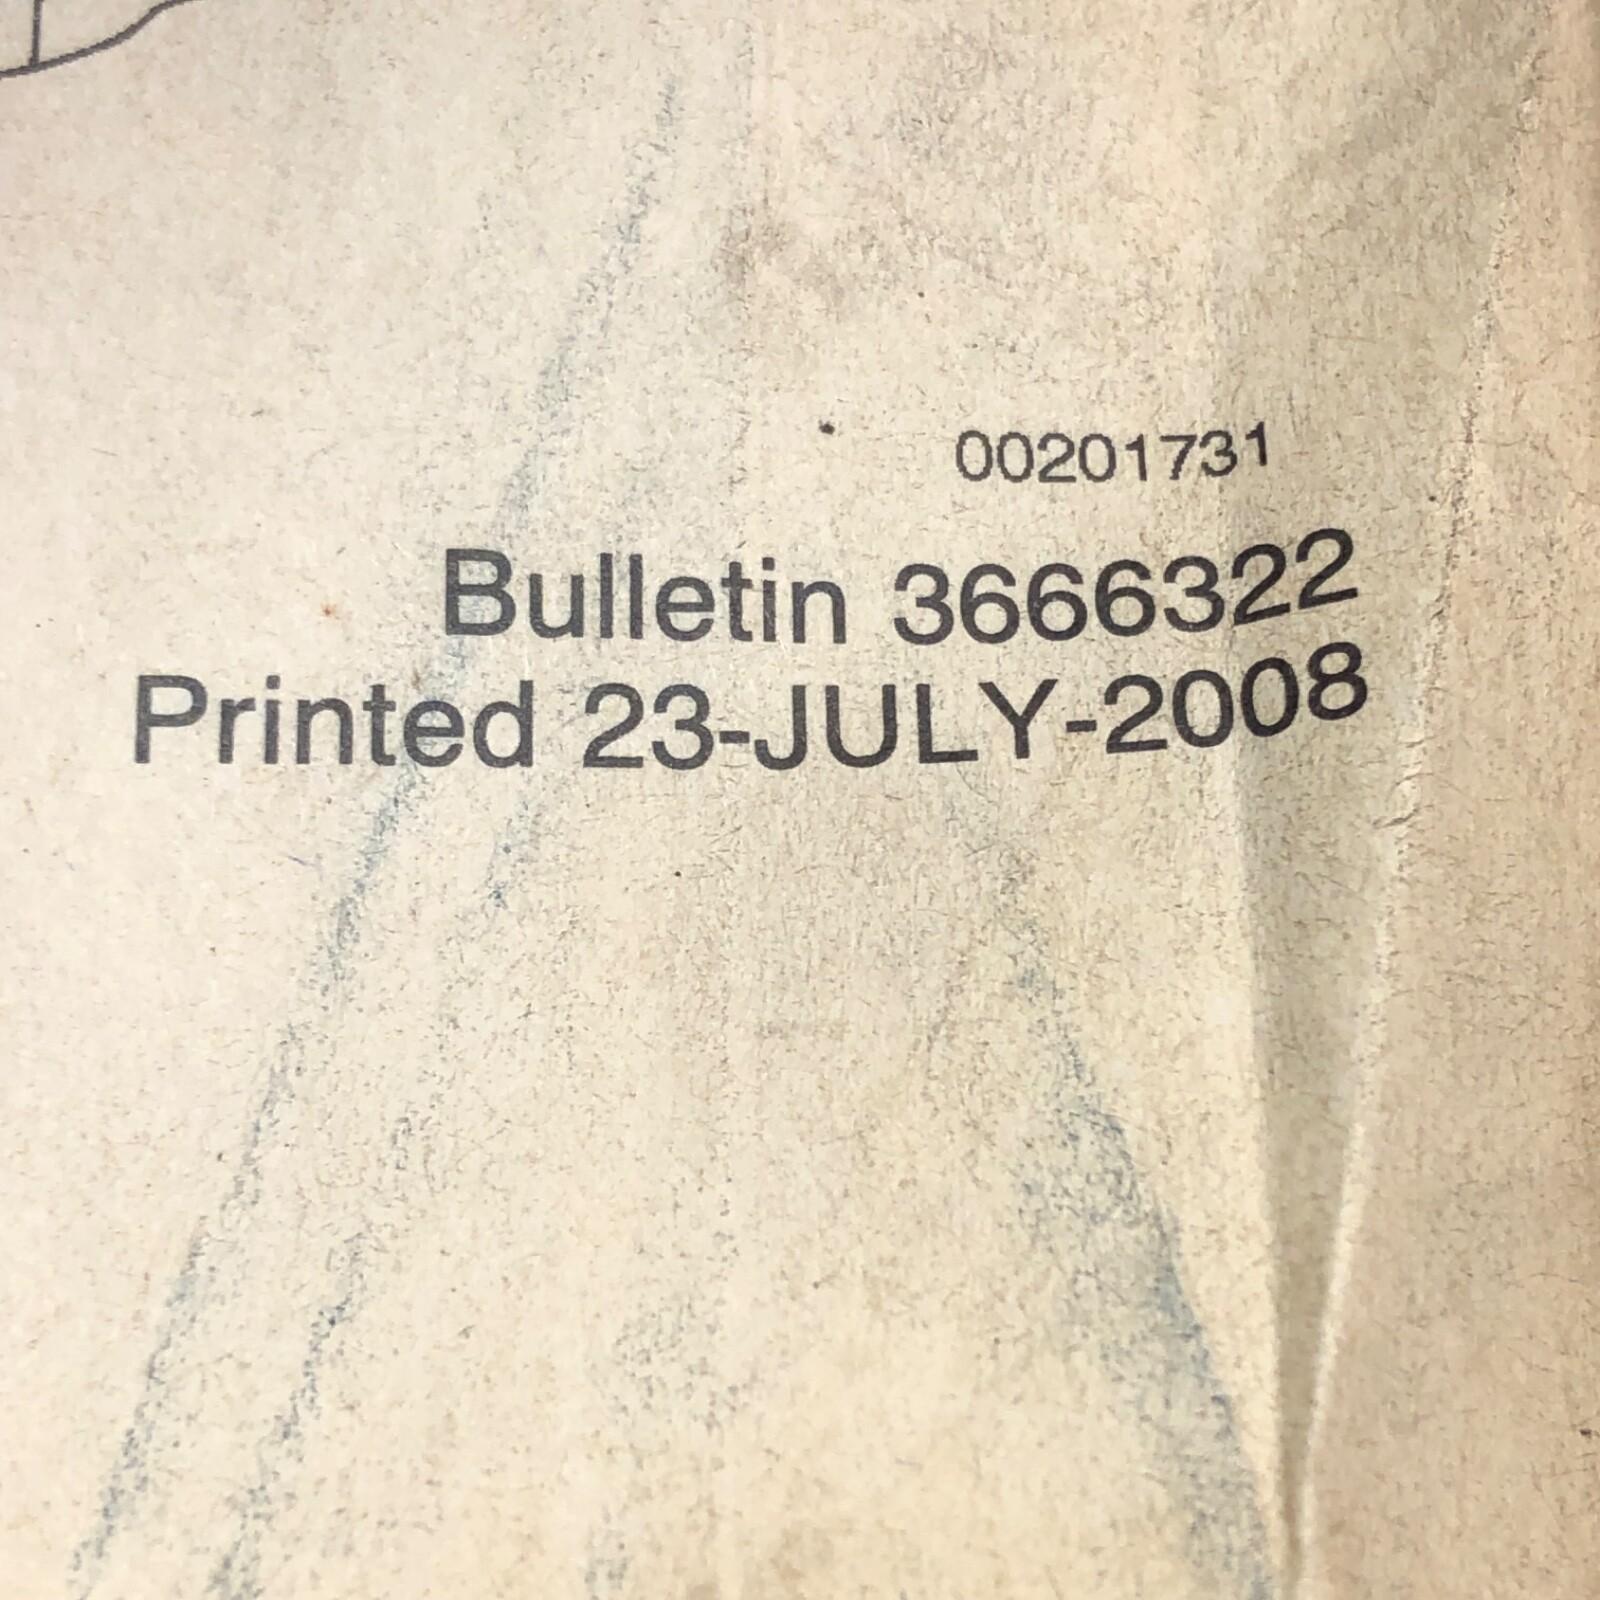 00201731
Bulletin 3666322
Printed 23-JULY-2008